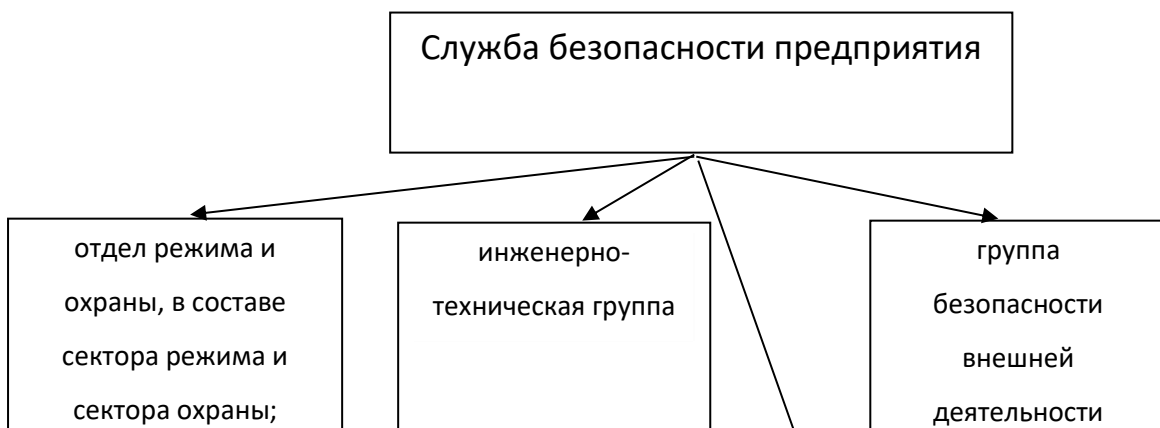 Служба безопасности предприятия
отдел режима и
охраны, в составе
сектора режима и
сектора охраны;
инженерно-
техническая группа
группа
безопасности
внешней
деятельности